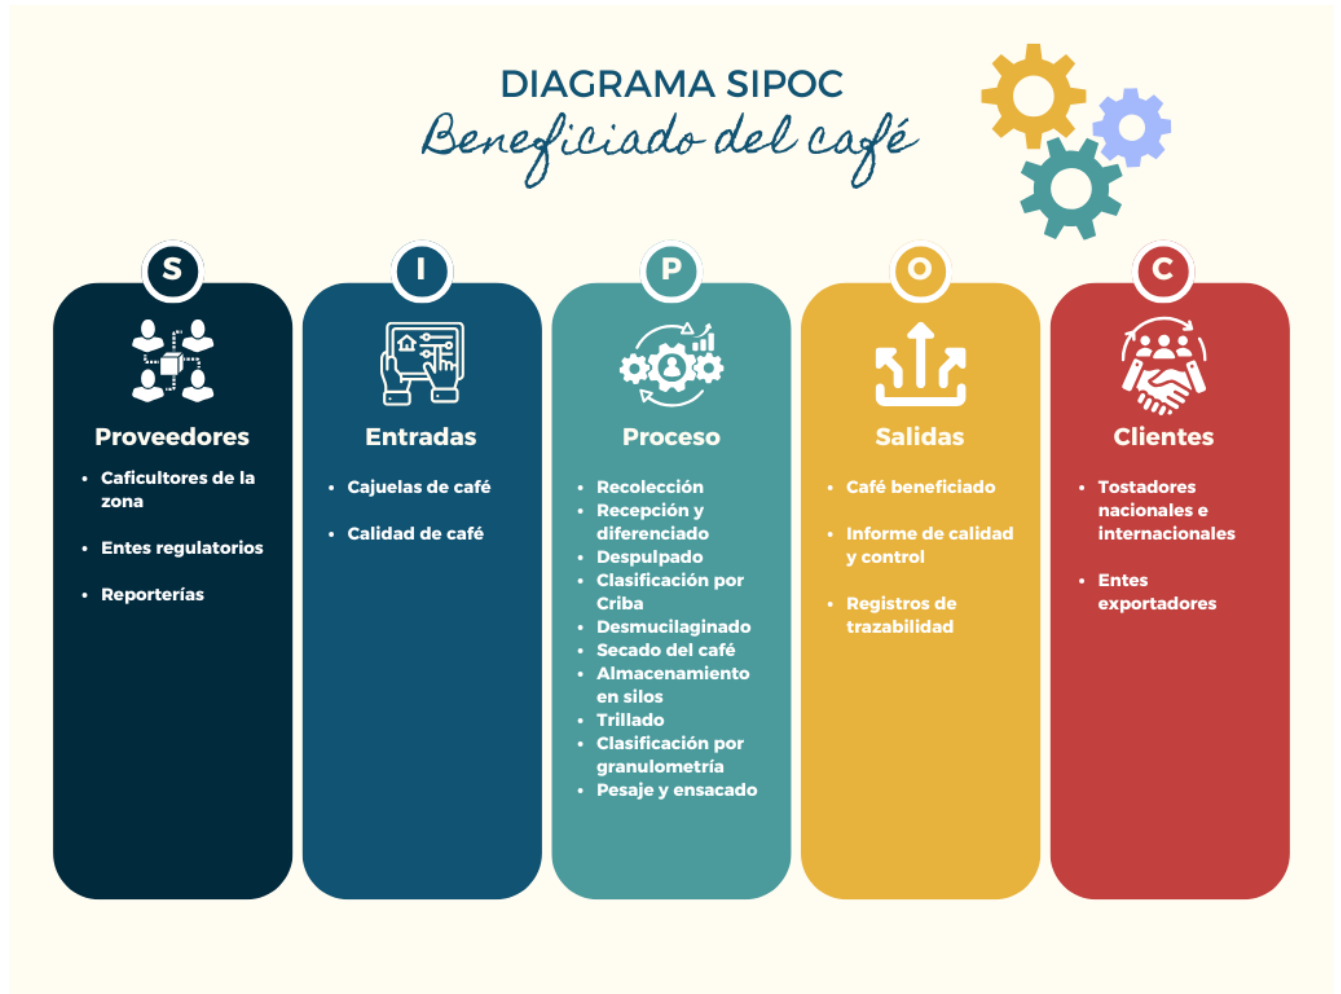 DIAGRAMA SIPOC
Beneficiado del café
S
Proveedores
• Caficultores de la
zona
• Entes regulatorios
• Reporterías
I
Entradas
• Cajuelas de café
• Calidad de café
P
Proceso
• Recolección
• Recepción y
diferenciado
• Despulpado
• Clasificación por
Criba
• Desmucilaginado
• Secado del café
• Almacenamiento
en silos
• Trillado
• Clasificación por
granulometría
• Pesaje y ensacado
O
Salidas
• Café beneficiado
• Informe de calidad
y control
• Registros de
trazabilidad
C
Clientes
• Tostadores
nacionales e
internacionales
• Entes
exportadores